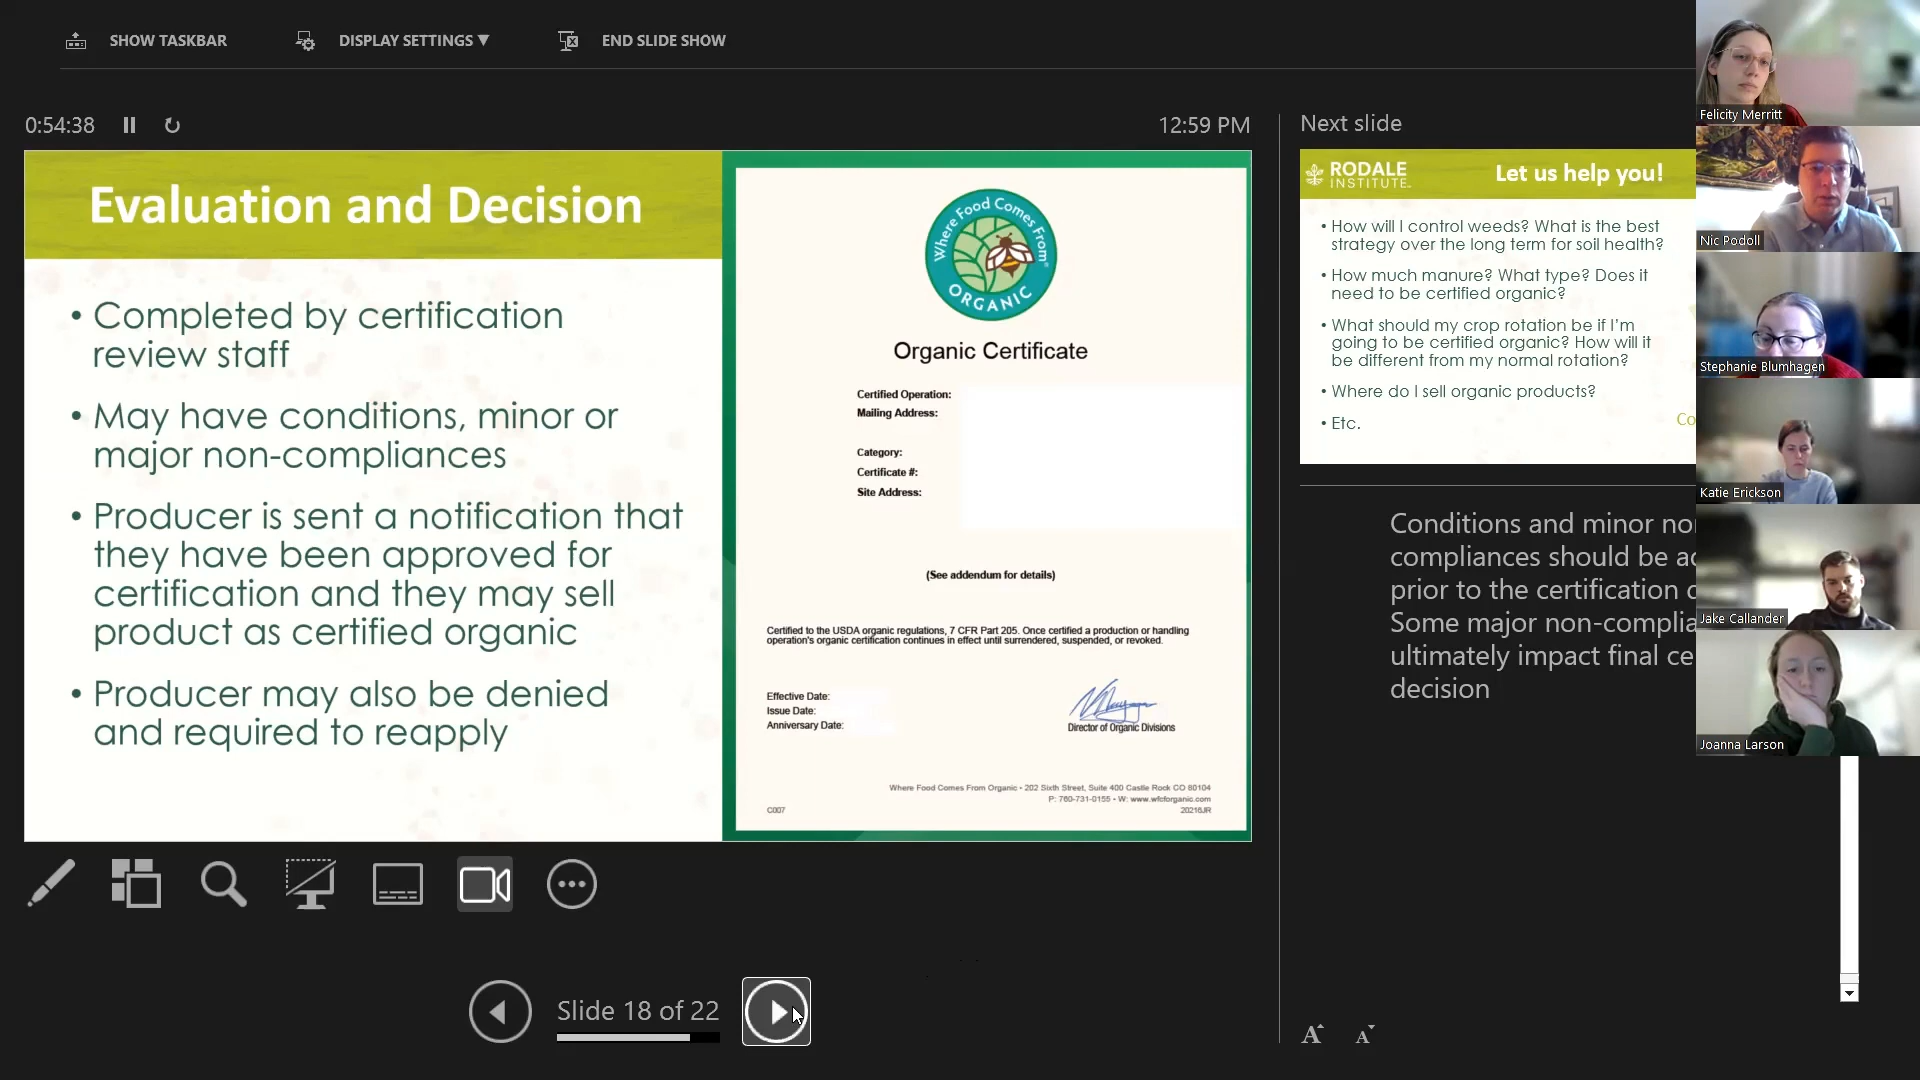 SHOW TASKBAR
DISPLAY SETTINGS ▼
END SLIDE SHOW
0:54:38
12:59 PM
Evaluation and Decision
• Completed by certification
review staff
• May have conditions, minor or
major non-compliances
• Producer is sent a notification that
they have been approved for
certification and they may sell
product as certified organic
• Producer may also be denied
and required to reapply
Where Food Comes From®
ORGANIC
Organic Certificate
Certified Operation:
Mailing Address:
Category:
Certificate #:
Site Address:
(See addendum for details)
Certified to the USDA organic regulations, 7 CFR Part 205. Once certified a production or handling
operation's organic certification continues in effect until surrendered, suspended, or revoked.
Effective Date:
Issue Date:
Anniversary Date:
Director of Organic Divisions
Where Food Comes From Organic • 202 Sixth Street, Suite 400 Castle Rock CO 80104
P: 760-731-0155 • W: www.wfcforganic.com
C007
20216JR
Slide 18 of 22
Next slide
RODALE
INSTITUTE
Let us help you!
• How will I control weeds? What is the best
strategy over the long term for soil health?
• How much manure? What type? Does it
need to be certified organic?
• What should my crop rotation be if I'm
going to be certified organic? How will it
be different from my normal rotation?
• Where do I sell organic products?
• Etc.
Co
Conditions and minor no
compliances should be a
prior to the certification
Some major non-complia
ultimately impact final ce
decision
A A
Felicity Merritt
Nic Podoll
Stephanie Blumhagen
Katie Erickson
Jake Callander
Joanna Larson